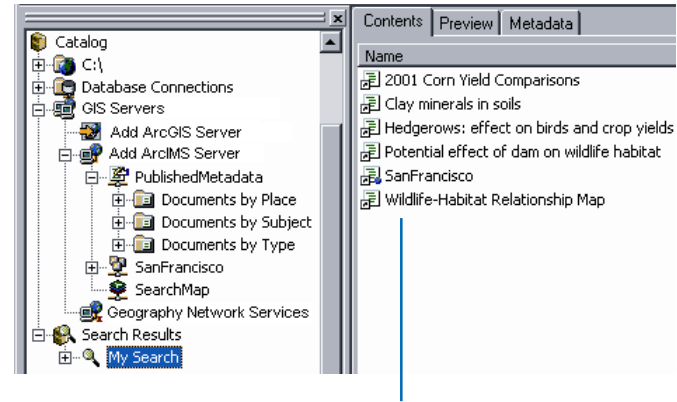 Catalog
C:\
Database Connections
GIS Servers
Add ArcGIS Server
Add ArcIMS Server
PublishedMetadata
Documents by Place
Documents by Subject
Documents by Type
SanFrancisco
SearchMap
Geography Network Services
Search Results
My Search
Contents Preview Metadata
Name
2001 Corn Yield Comparisons
Clay minerals in soils
Hedgerows: effect on birds and crop yields
Potential effect of dam on wildlife habitat
SanFrancisco
Wildlife-Habitat Relationship Map